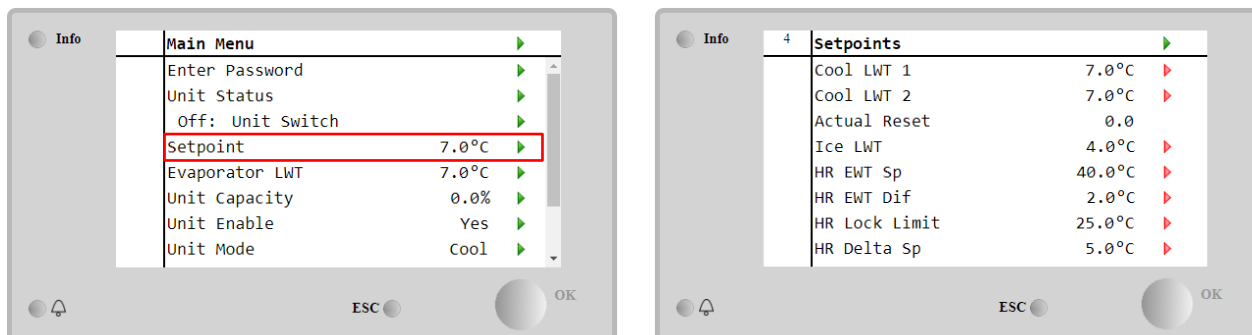 Info
Main Menu
Enter Password
Unit Status
Off: Unit Switch
Setpoint 7.0°C
Evaporator LWT 7.0°C
Unit Capacity 0.0%
Unit Enable Yes
Unit Mode Cool
ESC
OK
Info
4 Setpoints
Cool LWT 1 7.0°C
Cool LWT 2 7.0°C
Actual Reset 0.0
Ice LWT 4.0°C
HR EWT Sp 40.0°C
HR EWT Dif 2.0°C
HR Lock Limit 25.0°C
HR Delta Sp 5.0°C
ESC
OK